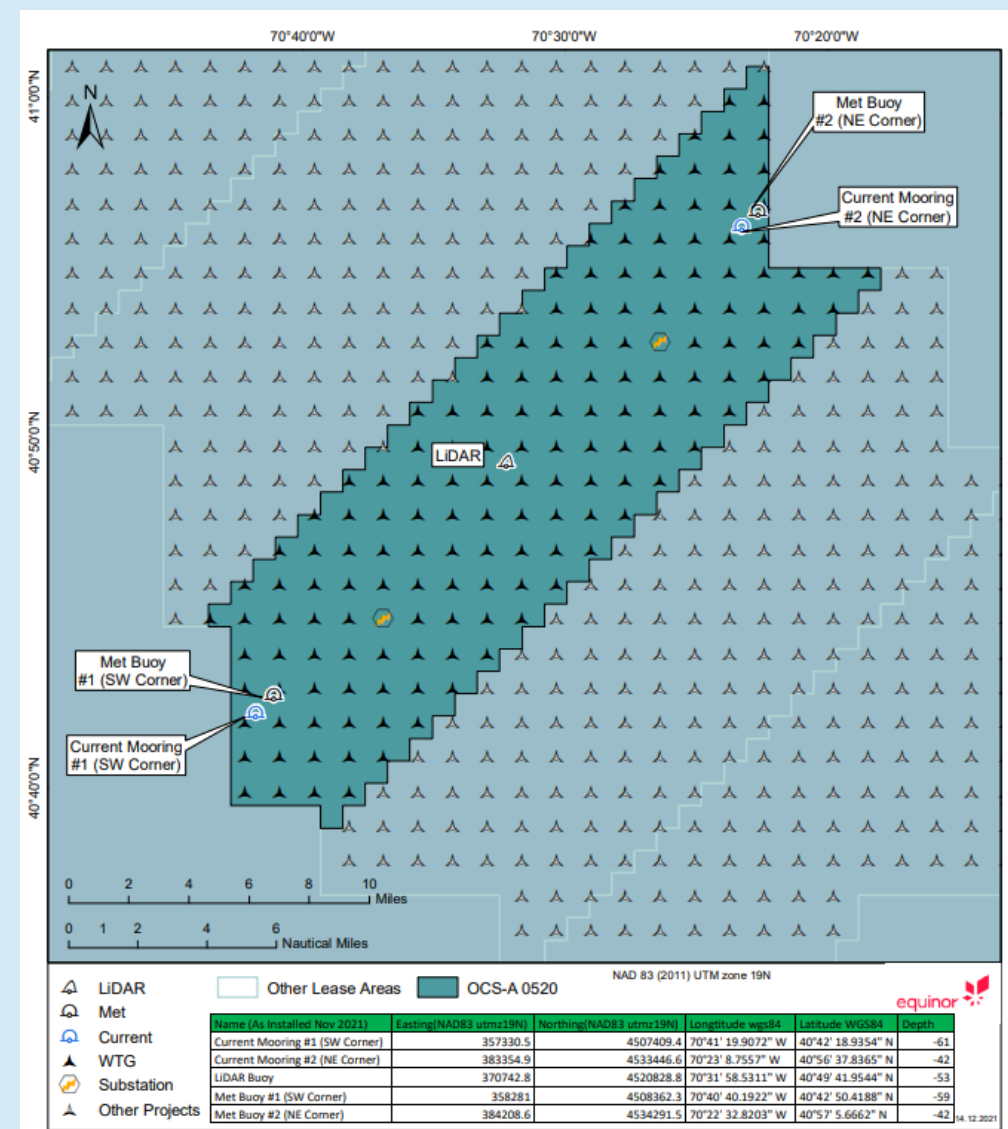 70°40'0"W
70°30'0"W
70°20'0"W
41°0'0"N
40°50'0"N
40°40'0"N
N
Met Buoy
#2 (NE Corner)
Current Mooring
#2 (NE Corner)
LiDAR
Met Buoy
#1 (SW Corner)
Current Mooring
#1 (SW Corner)
0 2 4 6 8 10
Miles
0 1 2 4 6
Nautical Miles
NAD 83 (2011) UTM zone 19N
LiDAR
Met
Current
WTG
Substation
Other Projects
Other Lease Areas
OCS-A 0520
equinor
Name (As Installed Nov 2021) Easting(NAD83 utmz19N) Northing(NAD83 utmz19N) Longtitude wgs84 Latitude WGS84 Depth
Current Mooring #1 (SW Corner) 357330.5 4507409.4 70°41' 19.9072" W 40°42' 18.9354" N -61
Current Mooring #2 (NE Corner) 383354.9 4533446.6 70°23' 8.7557" W 40°56' 37.8365" N -42
LiDAR Buoy 370742.8 4520828.8 70°31' 58.5311" W 40°49' 41.9544" N -53
Met Buoy #1 (SW Corner) 358281 4508362.3 70°40' 40.1922" W 40°42' 50.4188" N -59
Met Buoy #2 (NE Corner) 384208.6 4534291.5 70°22' 32.8203" W 40°57' 5.6662" N -42
14.12.2021